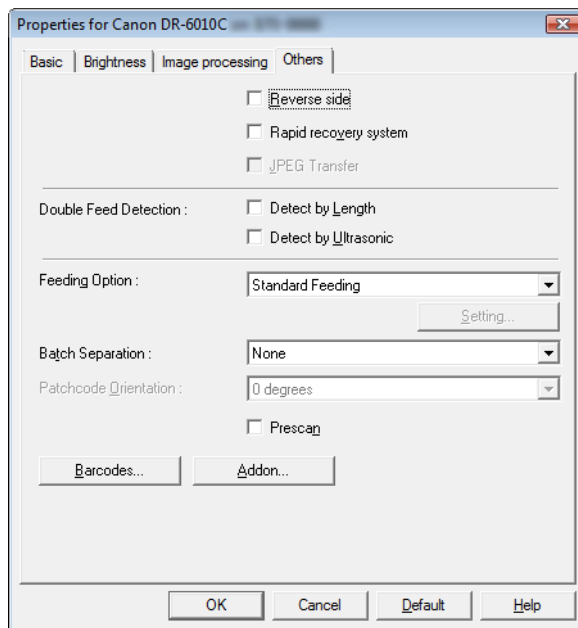 Properties for Canon DR-6010C
Basic Brightness Image processing Others
Reverse side
Rapid recovery system
JPEG Transfer
Double Feed Detection : Detect by Length
Detect by Ultrasonic
Feeding Option : Standard Feeding
Setting...
Batch Separation : None
Patchcode Orientation : 0 degrees
Prescan
Barcodes... Addon...
OK Cancel Default Help